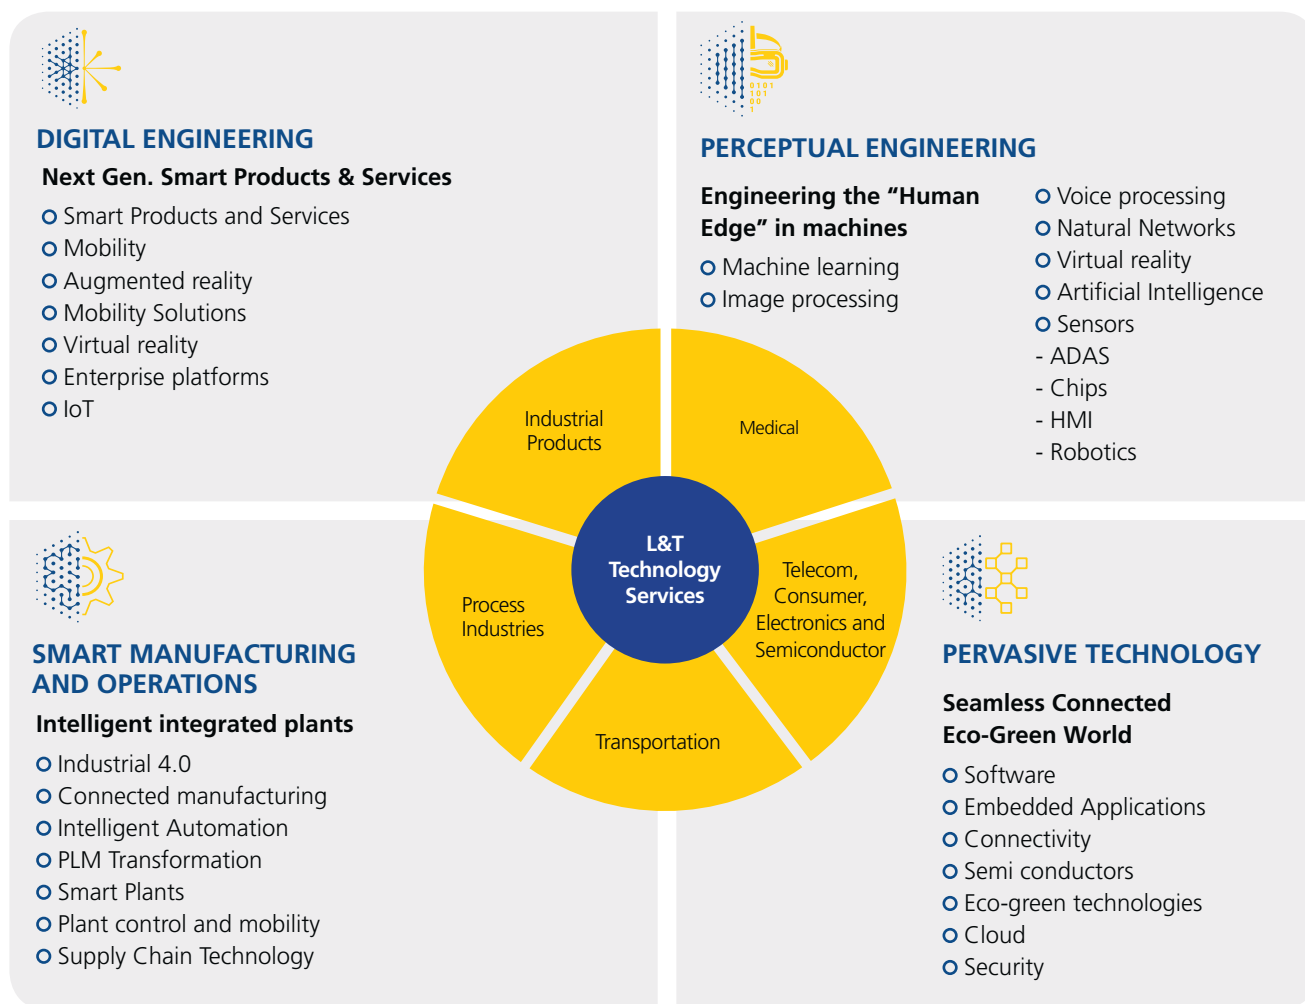 0101
101
00
1
DIGITAL ENGINEERING
Next Gen. Smart Products & Services
Smart Products and Services
Mobility
Augmented reality
Mobility Solutions
Virtual reality
Enterprise platforms
IoT
PERCEPTUAL ENGINEERING
Engineering the “Human
Edge” in machines
Machine learning
Image processing
Voice processing
Natural Networks
Virtual reality
Artificial Intelligence
Sensors
- ADAS
- Chips
- HMI
- Robotics
Industrial
Products
Medical
L&T
Technology
Services
Process
Industries
Telecom,
Consumer,
Electronics and
Semiconductor
Transportation
SMART MANUFACTURING
AND OPERATIONS
Intelligent integrated plants
Industrial 4.0
Connected manufacturing
Intelligent Automation
PLM Transformation
Smart Plants
Plant control and mobility
Supply Chain Technology
PERVASIVE TECHNOLOGY
Seamless Connected
Eco-Green World
Software
Embedded Applications
Connectivity
Semi conductors
Eco-green technologies
Cloud
Security